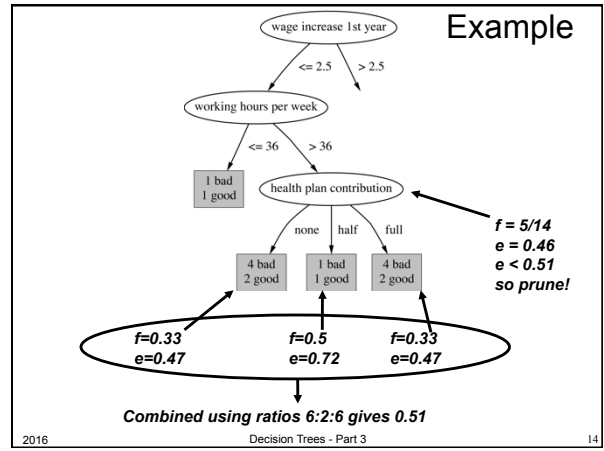 Example
wage increase 1st year
<= 2.5 > 2.5
working hours per week
<= 36 > 36
1 bad
1 good
health plan contribution
none half full
4 bad
2 good
1 bad
1 good
4 bad
2 good
f = 5/14
e = 0.46
e < 0.51
so prune!
f=0.33
e=0.47
f=0.5
e=0.72
f=0.33
e=0.47
Combined using ratios 6:2:6 gives 0.51
2016 Decision Trees - Part 3 14